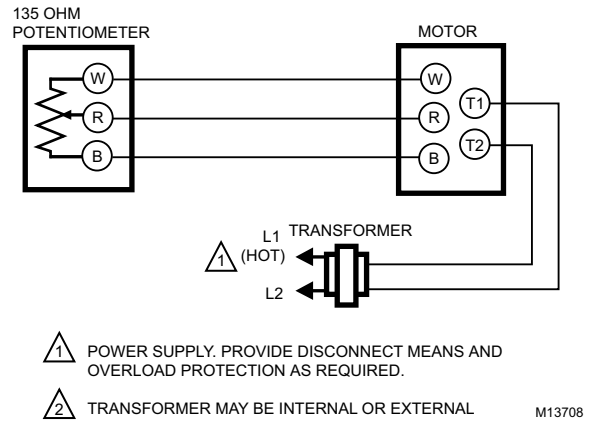 135 OHM
POTENTIOMETER
MOTOR
W
R
B
W
R
B
T1
T2
TRANSFORMER
L1
(HOT)
1
L2
1 POWER SUPPLY. PROVIDE DISCONNECT MEANS AND
OVERLOAD PROTECTION AS REQUIRED.
2 TRANSFORMER MAY BE INTERNAL OR EXTERNAL
M13708